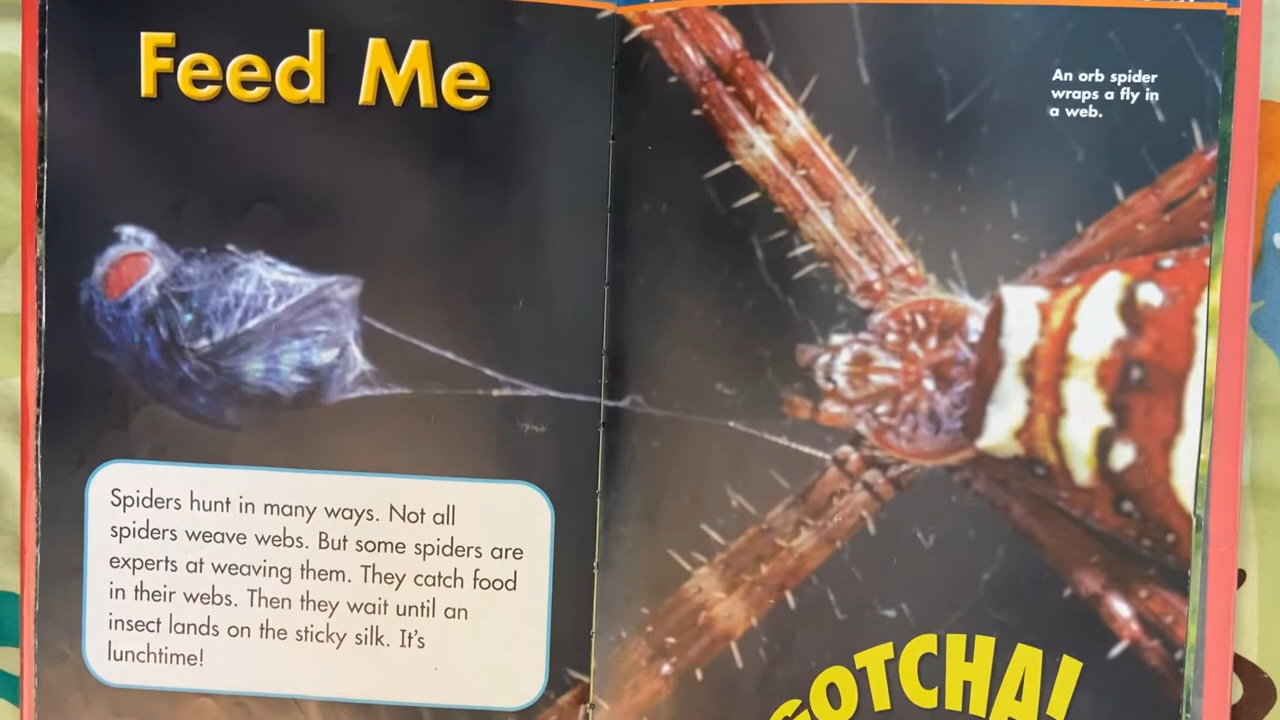 Feed Me
Spiders hunt in many ways. Not all
spiders weave webs. But some spiders are
experts at weaving them. They catch food
in their webs. Then they wait until an
insect lands on the sticky silk. It's
lunchtime!
An orb spider
wraps a fly in
a web.
GOTCHA!